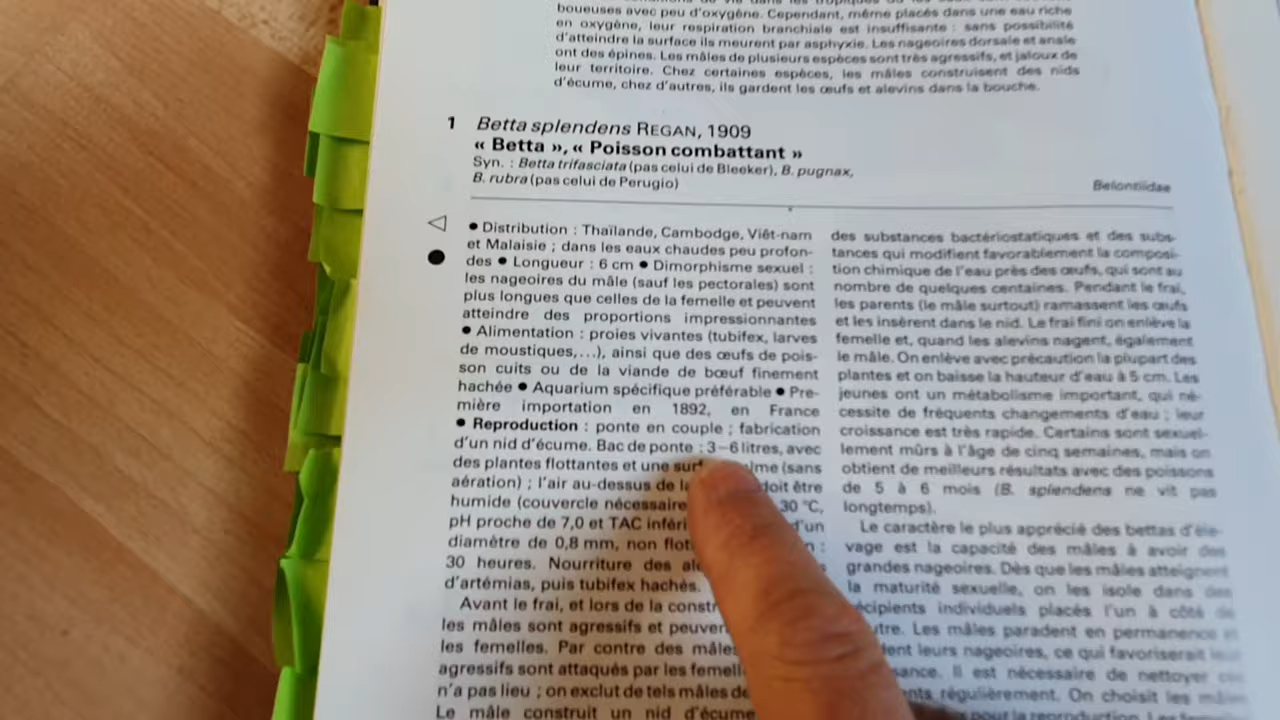 boueuses avec peu d'oxygène. Cependant, même placés dans une eau riche
en oxygène, leur respiration branchiale est insuffisante : sans possibilité
d'atteindre la surface ils meurent par asphyxie. Les nageoires dorsale et anale
ont des épines. Les mâles de plusieurs espèces sont très agressifs, et jaloux de
leur territoire. Chez certaines espèces, les mâles construisent des nids
d'écume, chez d'autres, ils gardent les œufs et alevins dans la bouche.
1 Betta splendens REGAN, 1909
« Betta », « Poisson combattant »
Syn. : Betta trifasciata (pas celui de Bleeker), B. pugnax,
B. rubra (pas celui de Perugio)
Belontiidae
● Distribution : Thaïlande, Cambodge, Viêt-nam
et Malaisie ; dans les eaux chaudes peu profon-
des ● Longueur : 6 cm ● Dimorphisme sexuel :
les nageoires du mâle (sauf les pectorales) sont
plus longues que celles de la femelle et peuvent
atteindre des proportions impressionnantes
● Alimentation : proies vivantes (tubifex, larves
de moustiques,...), ainsi que des œufs de pois-
son cuits ou de la viande de bœuf finement
hachée ● Aquarium spécifique préférable ● Pre-
mière importation en 1892, en France
● Reproduction : ponte en couple ; fabrication
d'un nid d'écume. Bac de ponte : 3–6 litres, avec
des plantes flottantes et une sur lme (sans
aération) ; l'air au-dessus de la doit être
humide (couvercle nécessaire 30 °C,
pH proche de 7,0 et TAC inféri d'un
diamètre de 0,8 mm, non flot n :
30 heures. Nourriture des al
d'artémias, puis tubifex hachés.
Avant le frai, et lors de la constr
les mâles sont agressifs et peuven
les femelles. Par contre des mâles
agressifs sont attaqués par les femell
n'a pas lieu ; on exclut de tels mâles de
Le mâle construit un nid d'écume
des substances bactériostatiques et des subs-
tances qui modifient favorablement la composi-
tion chimique de l'eau près des œufs, qui sont au
nombre de quelques centaines. Pendant le frai,
les parents (le mâle surtout) ramassent les œufs
et les insèrent dans le nid. Le frai fini on enlève la
femelle et, quand les alevins nagent, également
le mâle. On enlève avec précaution la plupart des
plantes et on baisse la hauteur d'eau à 5 cm. Les
jeunes ont un métabolisme important, qui né-
cessite de fréquents changements d'eau ; leur
croissance est très rapide. Certains sont sexuel-
lement mûrs à l'âge de cinq semaines, mais on
obtient de meilleurs résultats avec des poissons
de 5 à 6 mois (B. splendens ne vit pas
longtemps).
Le caractère le plus apprécié des bettas d'éle-
vage est la capacité des mâles à avoir des
grandes nageoires. Dès que les mâles atteignent
la maturité sexuelle, on les isole dans des
récipients individuels placés l'un à côté de
utre. Les mâles paradent en permanence et
dent leurs nageoires, ce qui favoriserait leur
sance. Il est nécessaire de nettoyer
ents régulièrement. On choisit les mâles
pour la reproduction.